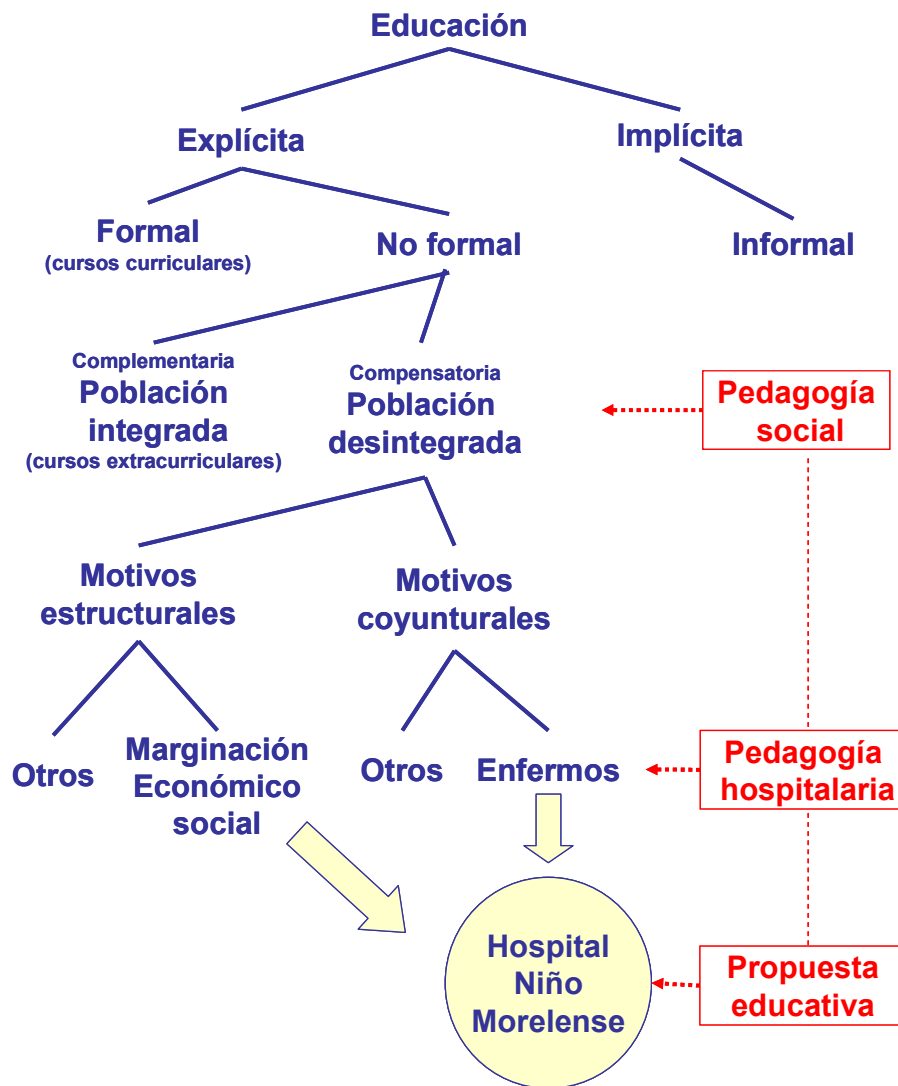 Educación
Explícita
Implícita
Formal
(cursos curriculares)
No formal
Informal
Complementaria
Población
integrada
(cursos extracurriculares)
Compensatoria
Población
desintegrada
Pedagogía
social
Motivos
estructurales
Motivos
coyunturales
Otros
Marginación
Económico
social
Otros
Enfermos
Pedagogía
hospitalaria
Hospital
Niño
Morelense
Propuesta
educativa